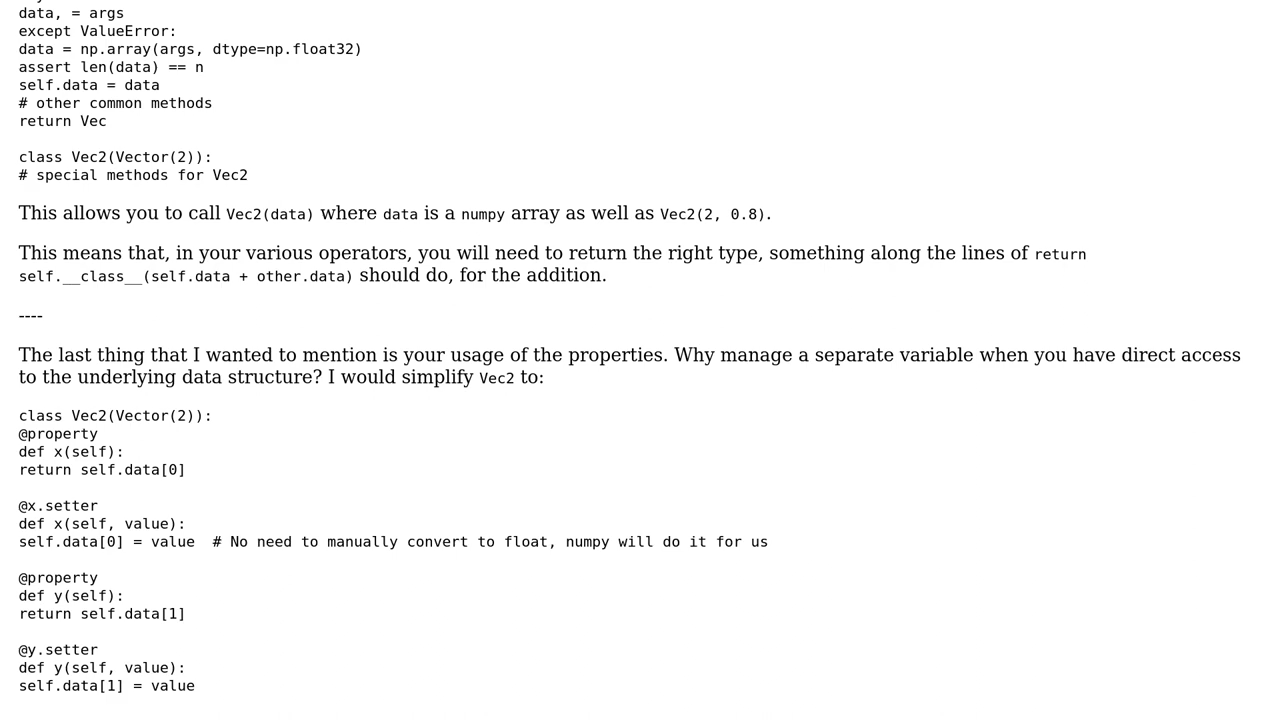 data, = args
except ValueError:
data = np.array(args, dtype=np.float32)
assert len(data) == n
self.data = data
# other common methods
return Vec
class Vec2(Vector(2)):
# special methods for Vec2
This allows you to call Vec2(data) where data is a numpy array as well as Vec2(2, 0.8).
This means that, in your various operators, you will need to return the right type, something along the lines of return
self.__class__(self.data + other.data) should do, for the addition.
----
The last thing that I wanted to mention is your usage of the properties. Why manage a separate variable when you have direct access
to the underlying data structure? I would simplify Vec2 to:
class Vec2(Vector(2)):
@property
def x(self):
return self.data[0]
@x.setter
def x(self, value):
self.data[0] = value  # No need to manually convert to float, numpy will do it for us
@property
def y(self):
return self.data[1]
@y.setter
def y(self, value):
self.data[1] = value